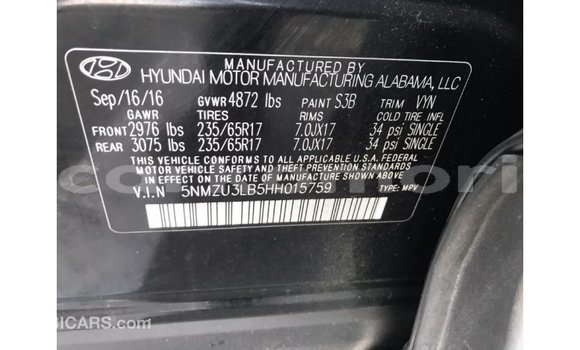 MANUFACTURED BY
HYUNDAI MOTOR MANUFACTURING ALABAMA, LLC
Sep/16/16 GVWR 4872 lbs PAINT S3B TRIM VYN
GAWR TIRES RIMS COLD TIRE INFL
FRONT 2976 lbs 235/65R17 7.0JX17 34 psi SINGLE
REAR 3075 lbs 235/65R17 7.0JX17 34 psi SINGLE
THIS VEHICLE CONFORMS TO ALL APPLICABLE U.S.A. FEDERAL
MOTOR VEHICLE SAFETY AND THEFT PREVENTION STANDARDS
IN EFFECT ON THE DATE OF MANUFACTURE SHOWN ABOVE
V.I.N 5NMZU3LB5HH015759 TYPE: MPV